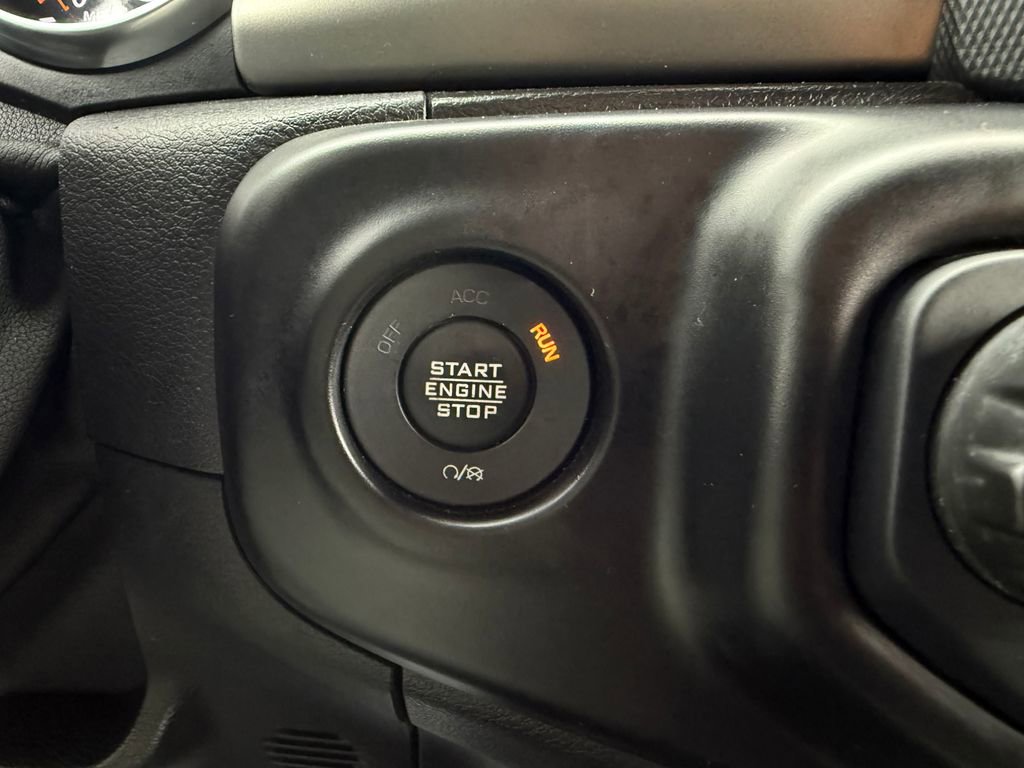 ACC
OFF
RUN
START
ENGINE
STOP